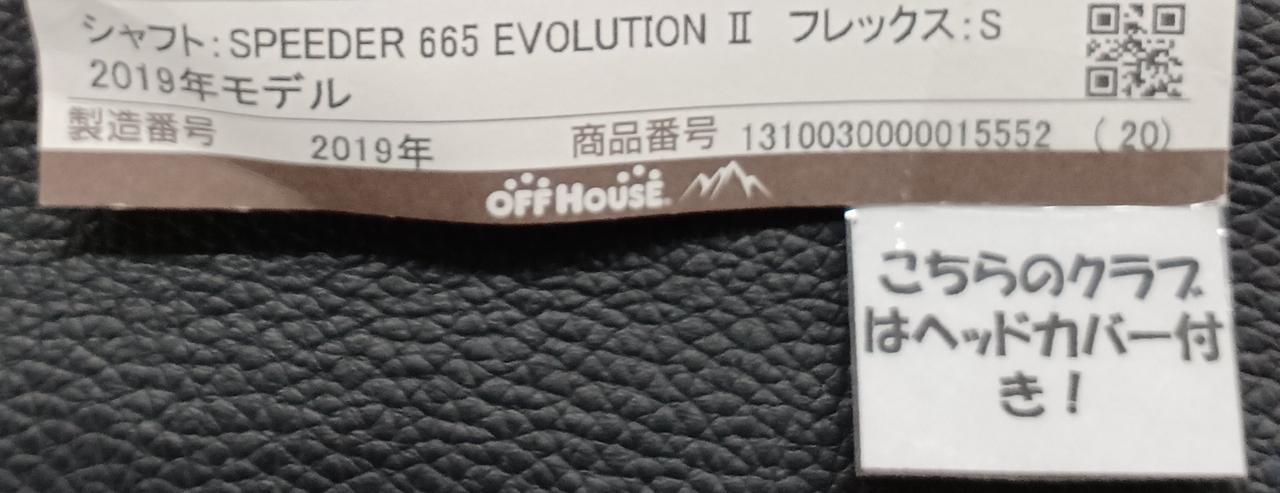 シャフト:SPEEDER 665 EVOLUTION Ⅱ フレックス:S
2019年モデル
製造番号 2019年 商品番号 1310030000015552 (20)
OFF HOUSE
こちらのクラブ
はヘッドカバー付
き!